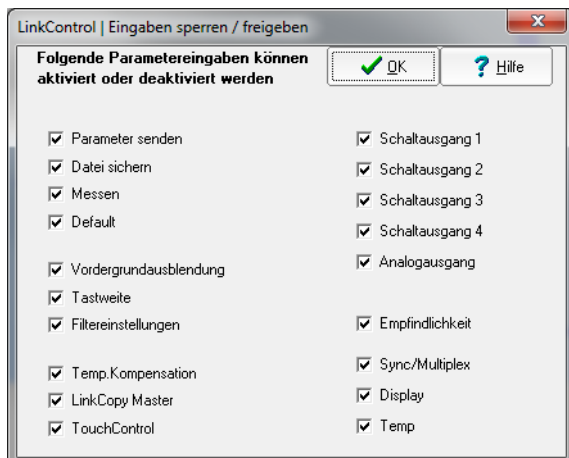 LinkControl | Eingaben sperren / freigeben
Folgende Parametereingaben können
aktiviert oder deaktiviert werden
OK
Hilfe
Parameter senden
Datei sichern
Messen
Default
Vordergrundausblendung
Tastweite
Filtereinstellungen
Temp.Kompensation
LinkCopy Master
TouchControl
Schaltausgang 1
Schaltausgang 2
Schaltausgang 3
Schaltausgang 4
Analogausgang
Empfindlichkeit
Sync/Multiplex
Display
Temp